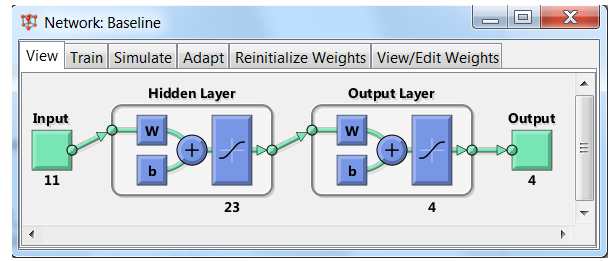 Network: Baseline
View Train Simulate Adapt Reinitialize Weights View/Edit Weights
Hidden Layer Output Layer
Input Output
W W
b b
11 4
23 4